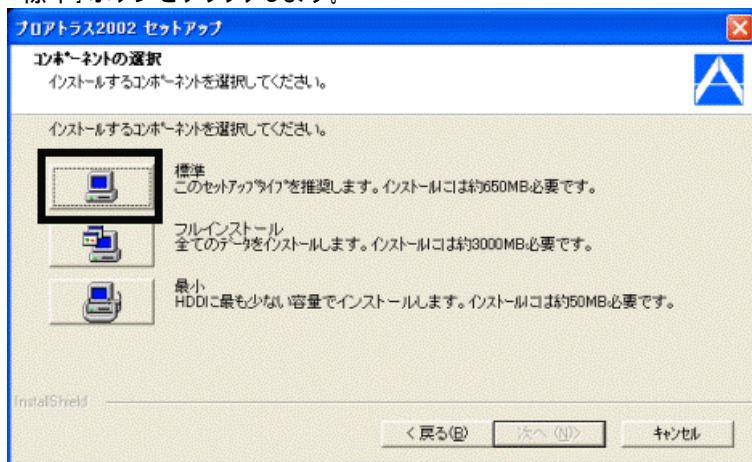 標準」ボタンをクリックします。
プロアトラス2002 セットアップ
コンポーネントの選択
インストールするコンポーネントを選択してください。
インストールするコンポーネントを選択してください。
標準
このセットアップタイプを推奨します。インストールには約650MB必要です。
フルインストール
全てのデータをインストールします。インストールには約3000MB必要です。
最小
HDDに最も少ない容量でインストールします。インストールには約50MB必要です。
InstallShield
< 戻る(B) 次へ (N)> キャンセル